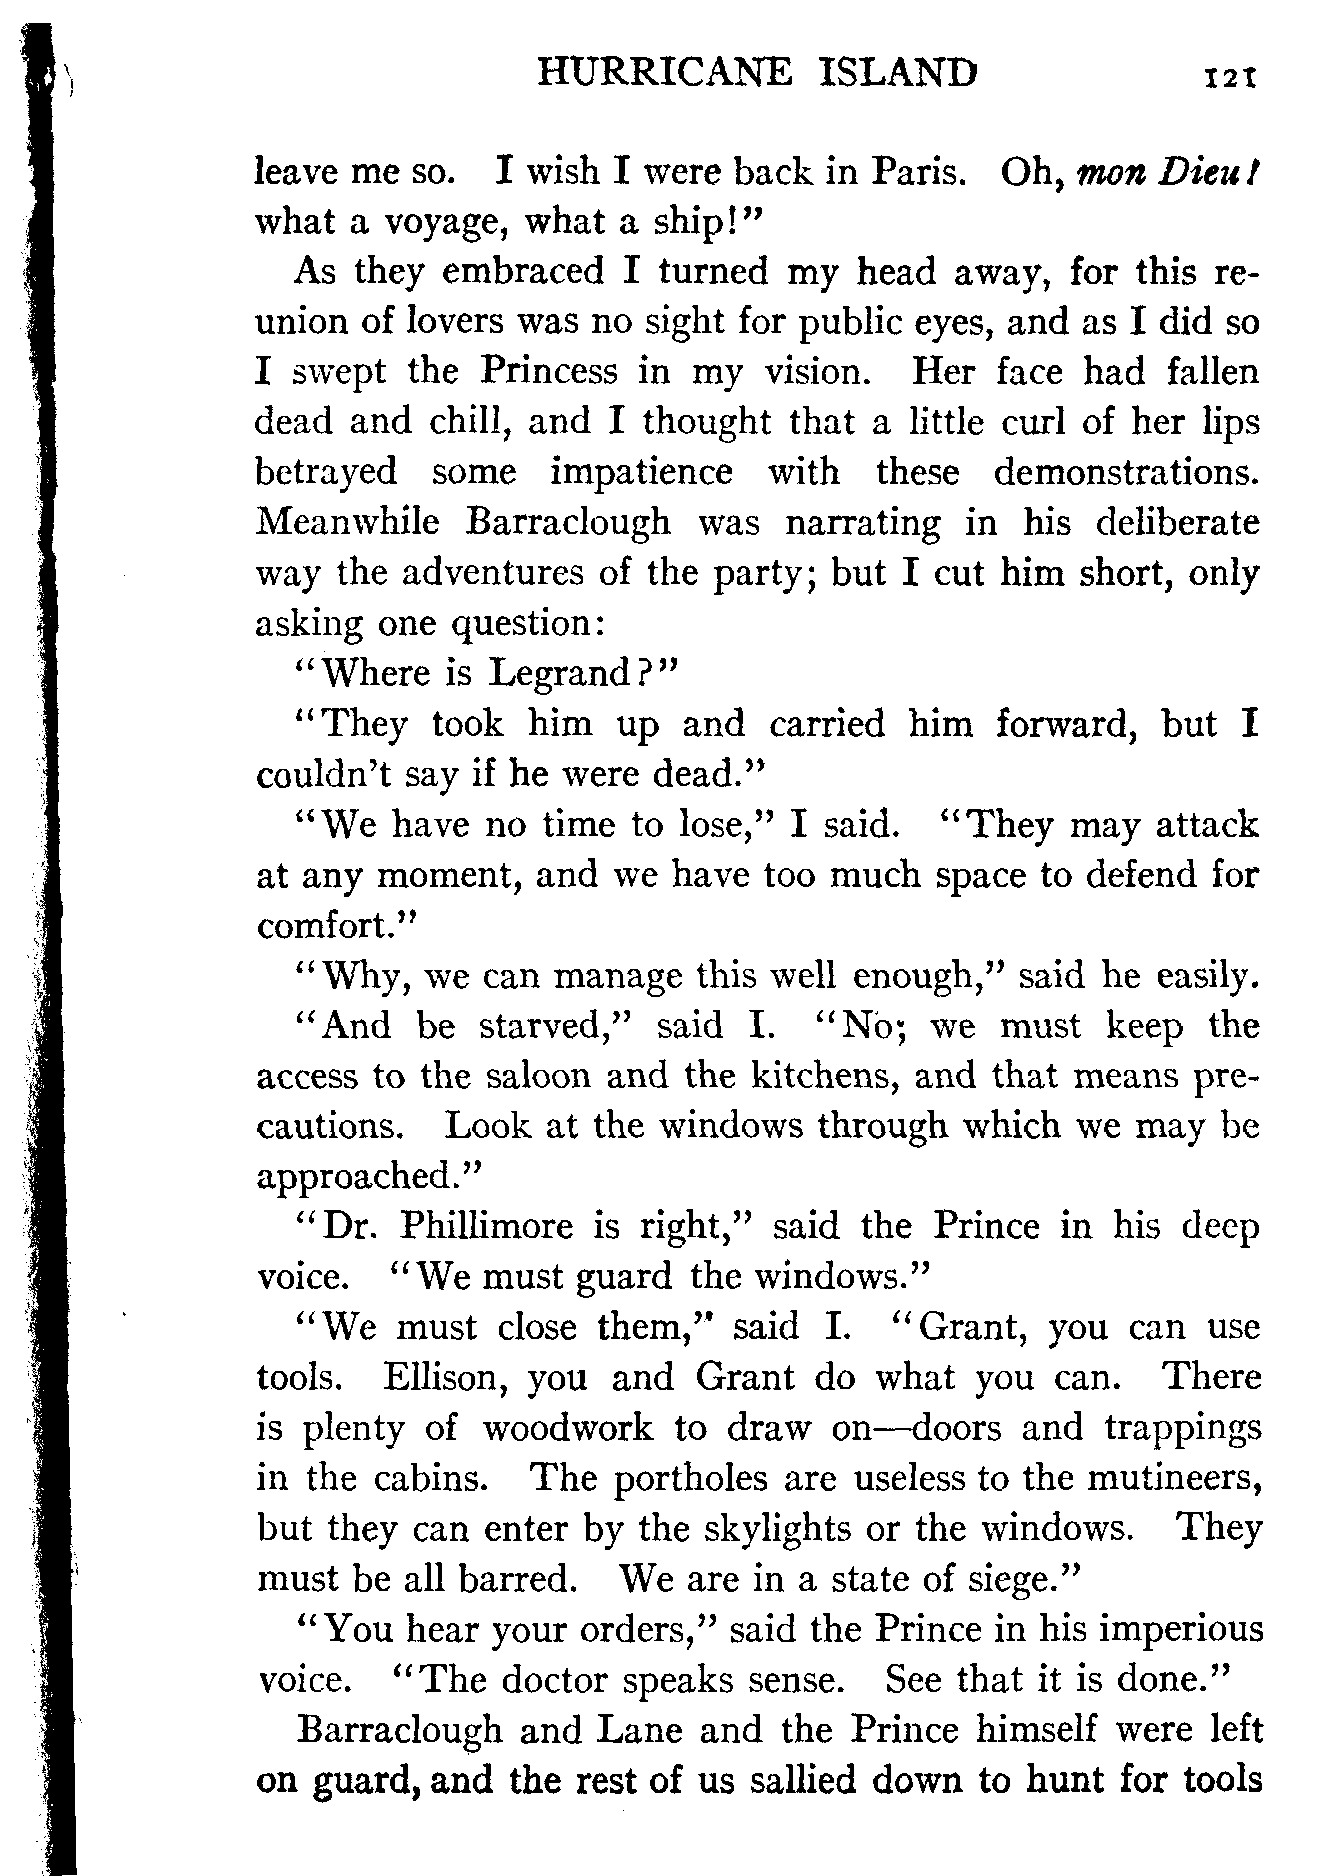 HURRICANE ISLAND 121
leave me so. I wish I were back in Paris. Oh, mon Dieu!
what a voyage, what a ship!”
As they embraced I turned my head away, for this re-
union of lovers was no sight for public eyes, and as I did so
I swept the Princess in my vision. Her face had fallen
dead and chill, and I thought that a little curl of her lips
betrayed some impatience with these demonstrations.
Meanwhile Barraclough was narrating in his deliberate
way the adventures of the party; but I cut him short, only
asking one question:
“Where is Legrand?”
“They took him up and carried him forward, but I
couldn’t say if he were dead.”
“We have no time to lose,” I said. “They may attack
at any moment, and we have too much space to defend for
comfort.”
“Why, we can manage this well enough,” said he easily.
“And be starved,” said I. “No; we must keep the
access to the saloon and the kitchens, and that means pre-
cautions. Look at the windows through which we may be
approached.”
“Dr. Phillimore is right,” said the Prince in his deep
voice. “We must guard the windows.”
“We must close them,” said I. “Grant, you can use
tools. Ellison, you and Grant do what you can. There
is plenty of woodwork to draw on—doors and trappings
in the cabins. The portholes are useless to the mutineers,
but they can enter by the skylights or the windows. They
must be all barred. We are in a state of siege.”
“You hear your orders,” said the Prince in his imperious
voice. “The doctor speaks sense. See that it is done.”
Barraclough and Lane and the Prince himself were left
on guard, and the rest of us sallied down to hunt for tools